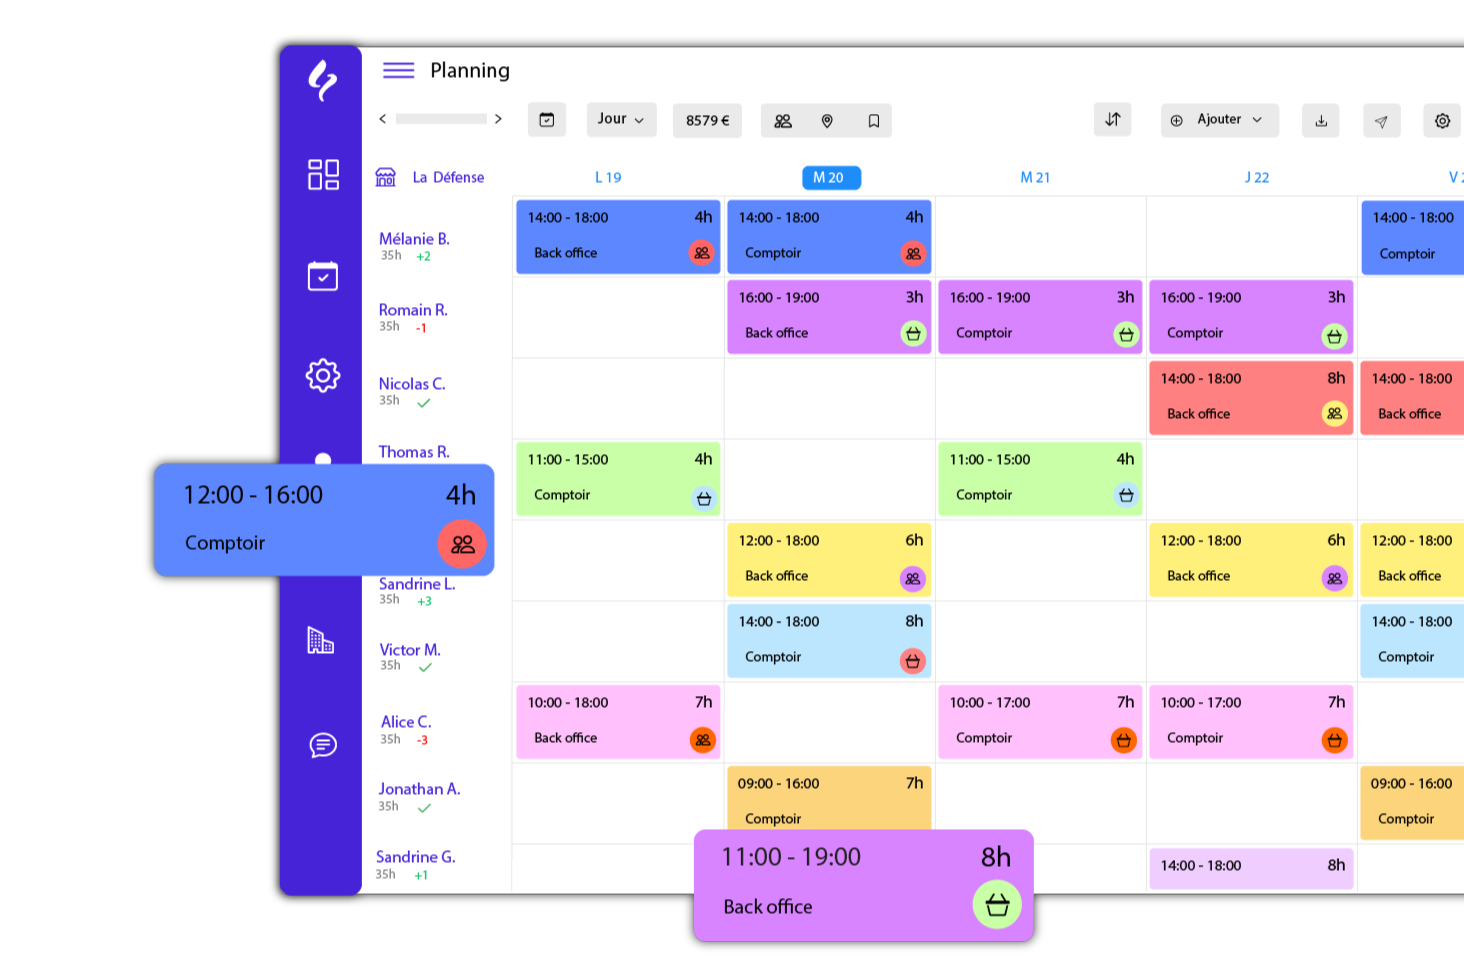 Planning
Jour
8579 €
Ajouter
La Défense
L 19
M 20
M 21
J 22
V 2
14:00 - 18:00 4h
14:00 - 18:00 4h
14:00 - 18:00
Mélanie B.
35h +2
Back office
Comptoir
Comptoir
16:00 - 19:00 3h
16:00 - 19:00 3h
16:00 - 19:00 3h
Romain R.
35h -1
Back office
Comptoir
Comptoir
14:00 - 18:00 8h
14:00 - 18:00
Nicolas C.
35h
Back office
Back office
Thomas R.
11:00 - 15:00 4h
11:00 - 15:00 4h
Comptoir
Comptoir
12:00 - 16:00 4h
Comptoir
12:00 - 18:00 6h
12:00 - 18:00 6h
12:00 - 18:00
Back office
Back office
Back office
Sandrine L.
35h +3
14:00 - 18:00 8h
14:00 - 18:00
Victor M.
35h
Comptoir
Comptoir
10:00 - 18:00 7h
10:00 - 17:00 7h
10:00 - 17:00 7h
Alice C.
35h -3
Back office
Comptoir
Comptoir
09:00 - 16:00 7h
09:00 - 16:00
Jonathan A.
35h
Comptoir
Comptoir
Sandrine G.
35h +1
14:00 - 18:00 8h
11:00 - 19:00 8h
Back office